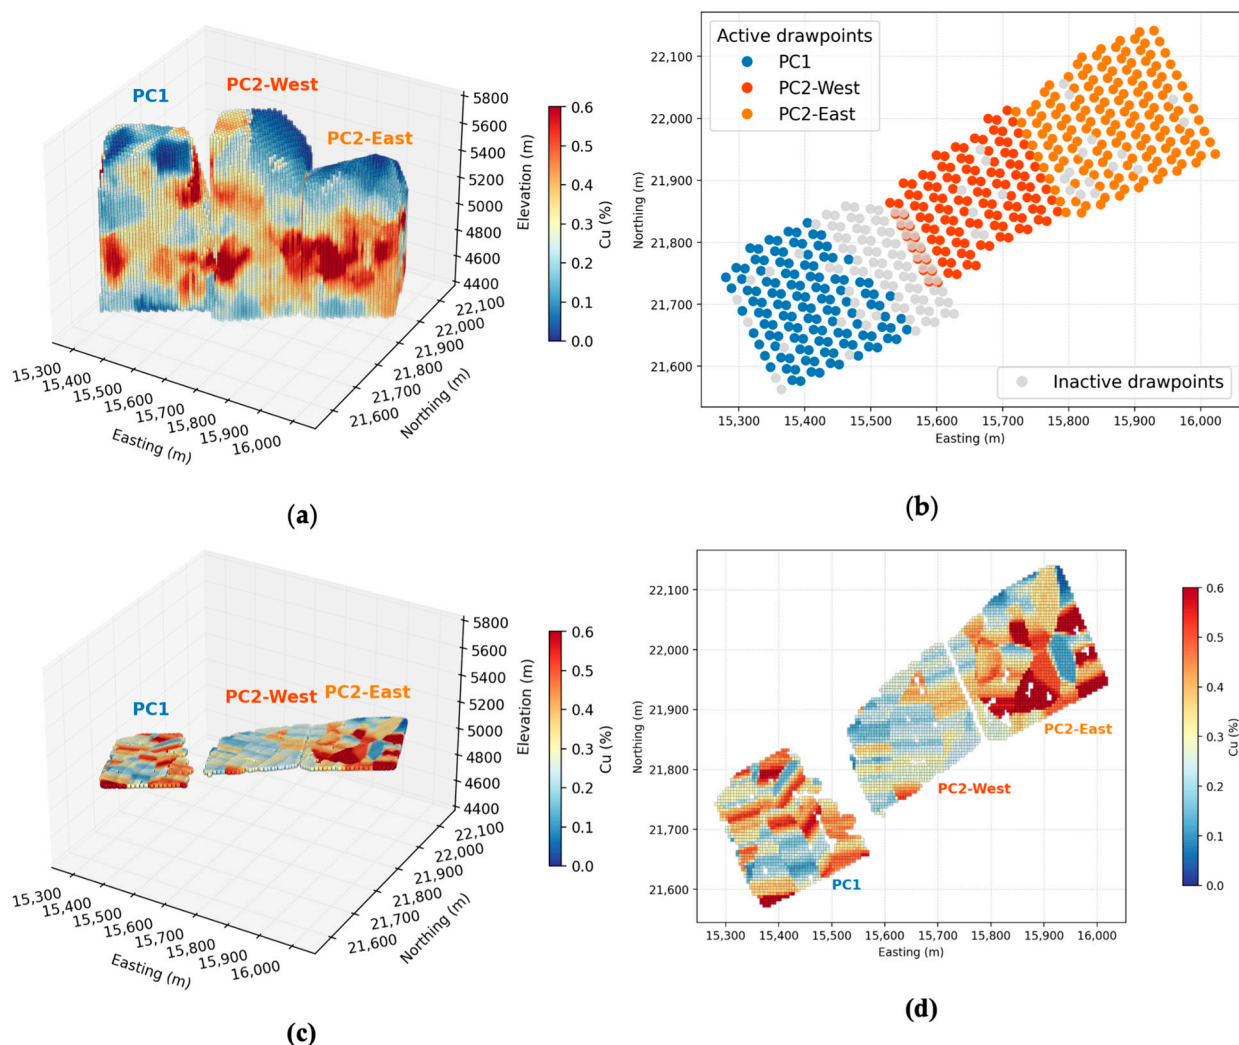 PC1
PC2-West
PC2-East
5800
5600
5400
5200
5000
4800
4600
4400
Elevation (m)
22,100
22,000
21,900
21,800
21,700
21,600
Northing (m)
15,300
15,400
15,500
15,600
15,700
15,800
15,900
16,000
Easting (m)
0.6
0.5
0.4
0.3
0.2
0.1
0.0
Cu (%)
(a)
Active drawpoints
PC1
PC2-West
PC2-East
Inactive drawpoints
22,100
22,000
21,900
21,800
21,700
21,600
Northing (m)
15,300 15,400 15,500 15,600 15,700 15,800 15,900 16,000
Easting (m)
(b)
PC1
PC2-West
PC2-East
5800
5600
5400
5200
5000
4800
4600
4400
Elevation (m)
22,100
22,000
21,900
21,800
21,700
21,600
Northing (m)
15,300
15,400
15,500
15,600
15,700
15,800
15,900
16,000
Easting (m)
0.6
0.5
0.4
0.3
0.2
0.1
0.0
Cu (%)
(c)
22,100
22,000
21,900
21,800
21,700
21,600
Northing (m)
PC2-East
PC2-West
PC1
15,300 15,400 15,500 15,600 15,700 15,800 15,900 16,000
Easting (m)
0.6
0.5
0.4
0.3
0.2
0.1
0.0
Cu (%)
(d)